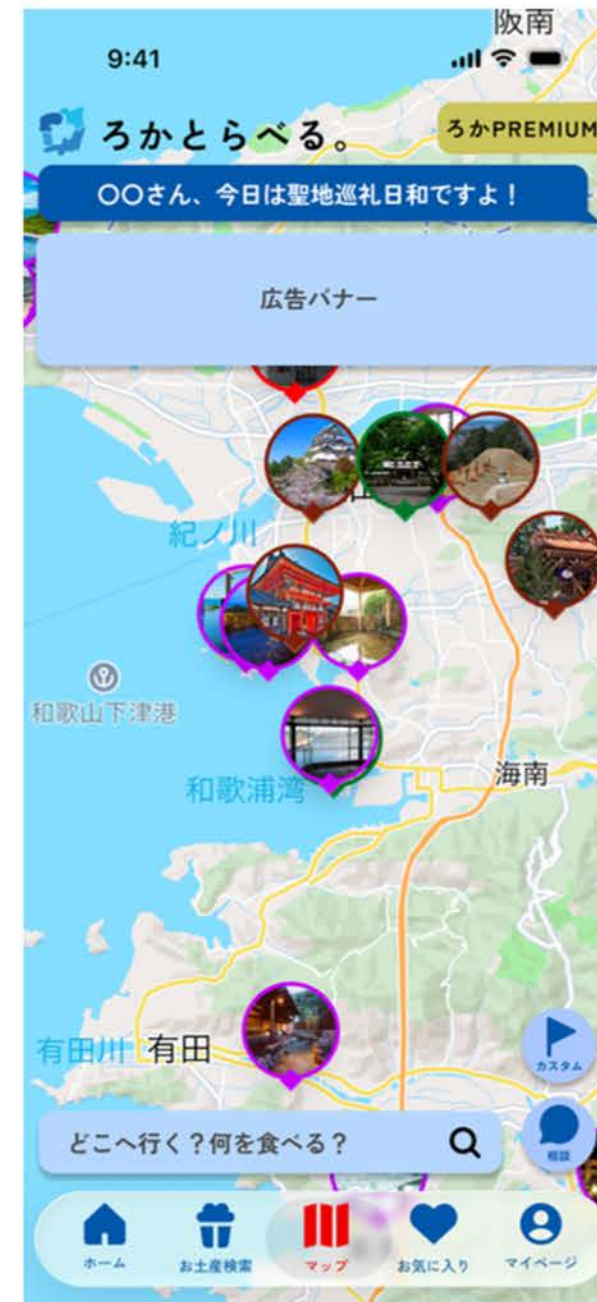 阪南
9:41
ろかとらべる。
ろかPREMIUM
〇〇さん、今日は聖地巡礼日和ですよ！
広告バナー
紀ノ川
和歌山下津港
和歌浦湾
海南
有田川
有田
カスタム
どこへ行く？何を食べる？
相談
ホーム
お土産検索
マップ
お気に入り
マイページ